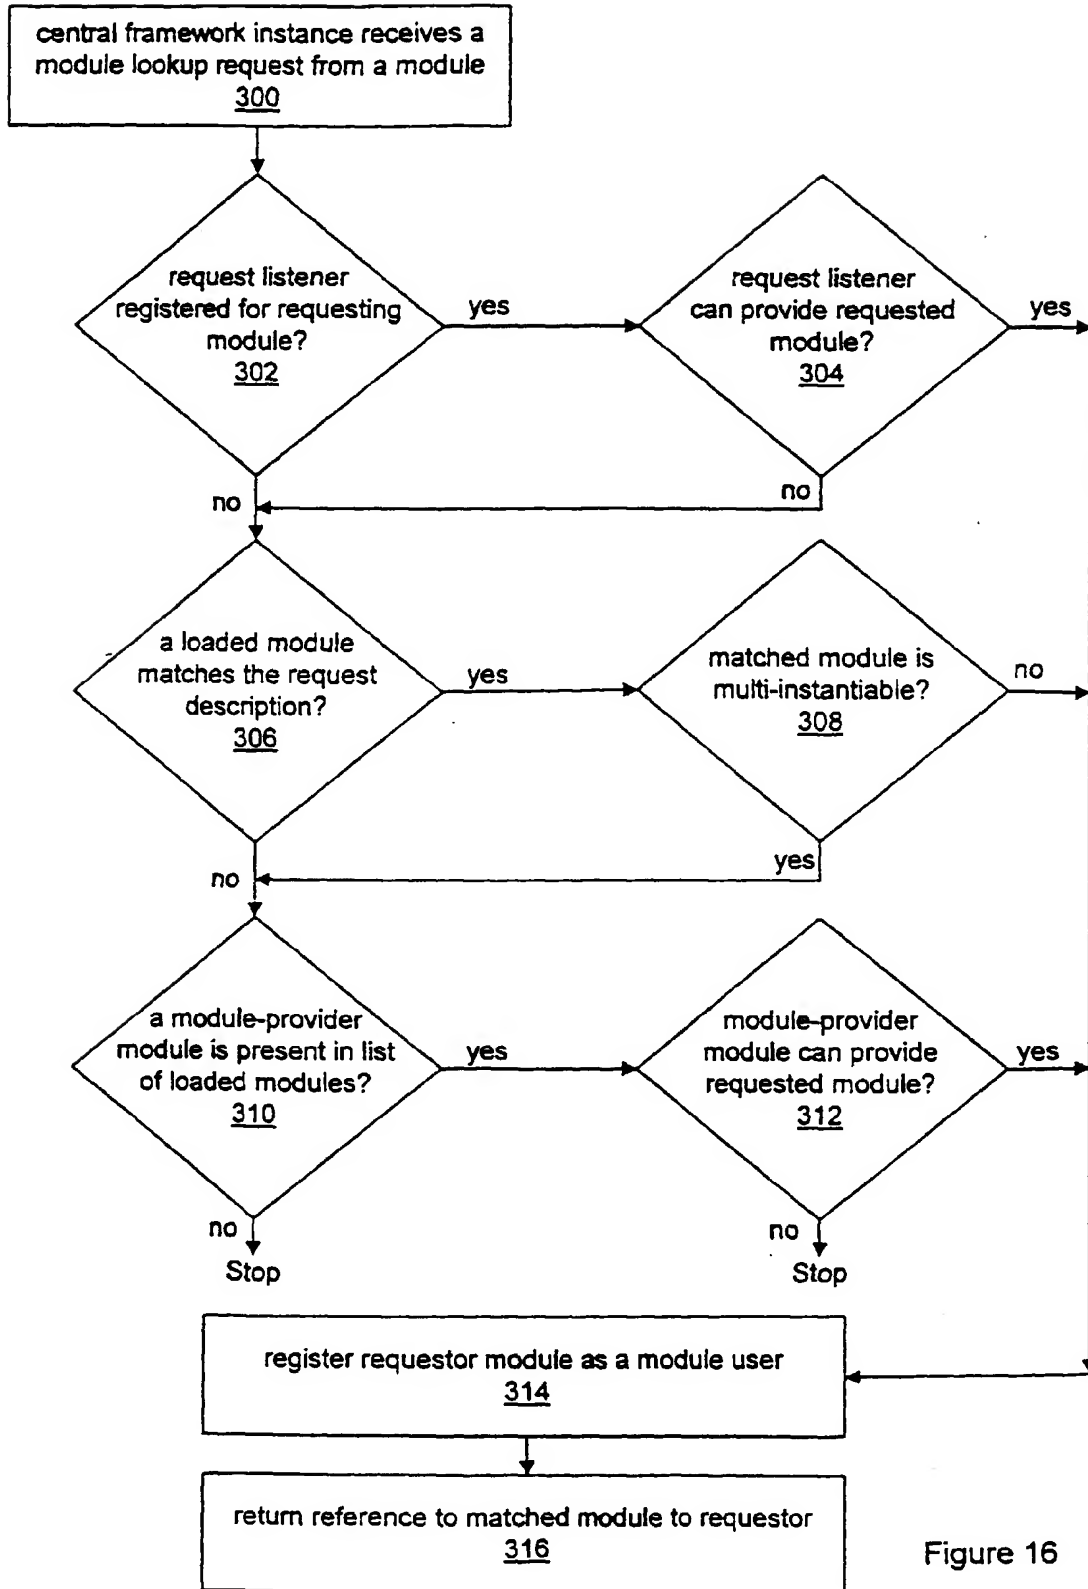 central framework instance receives a
module lookup request from a module
300
request listener
registered for requesting
module?
302
yes
request listener
can provide requested
module?
304
yes
no
no
a loaded module
matches the request
description?
306
yes
matched module is
multi-instantiable?
308
no
no
yes
a module-provider
module is present in list
of loaded modules?
310
yes
module-provider
module can provide
requested module?
312
yes
no
Stop
no
Stop
register requestor module as a module user
314
return reference to matched module to requestor
316
Figure 16